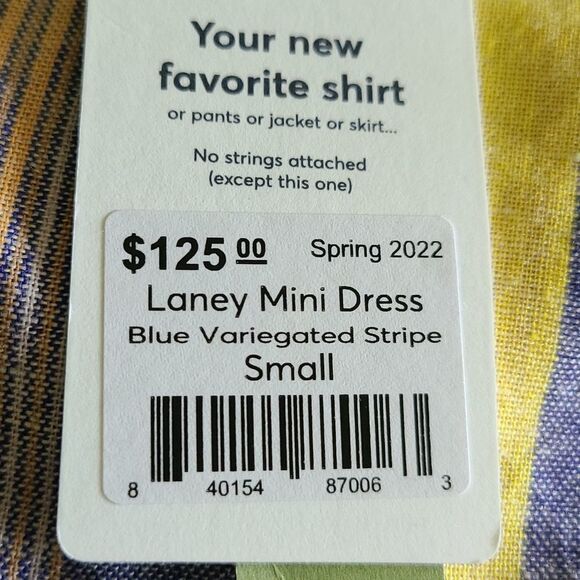 Your new
favorite shirt
or pants or jacket or skirt...
No strings attached
(except this one)
$125 00 Spring 2022
Laney Mini Dress
Blue Variegated Stripe
Small
8 40154 87006 3